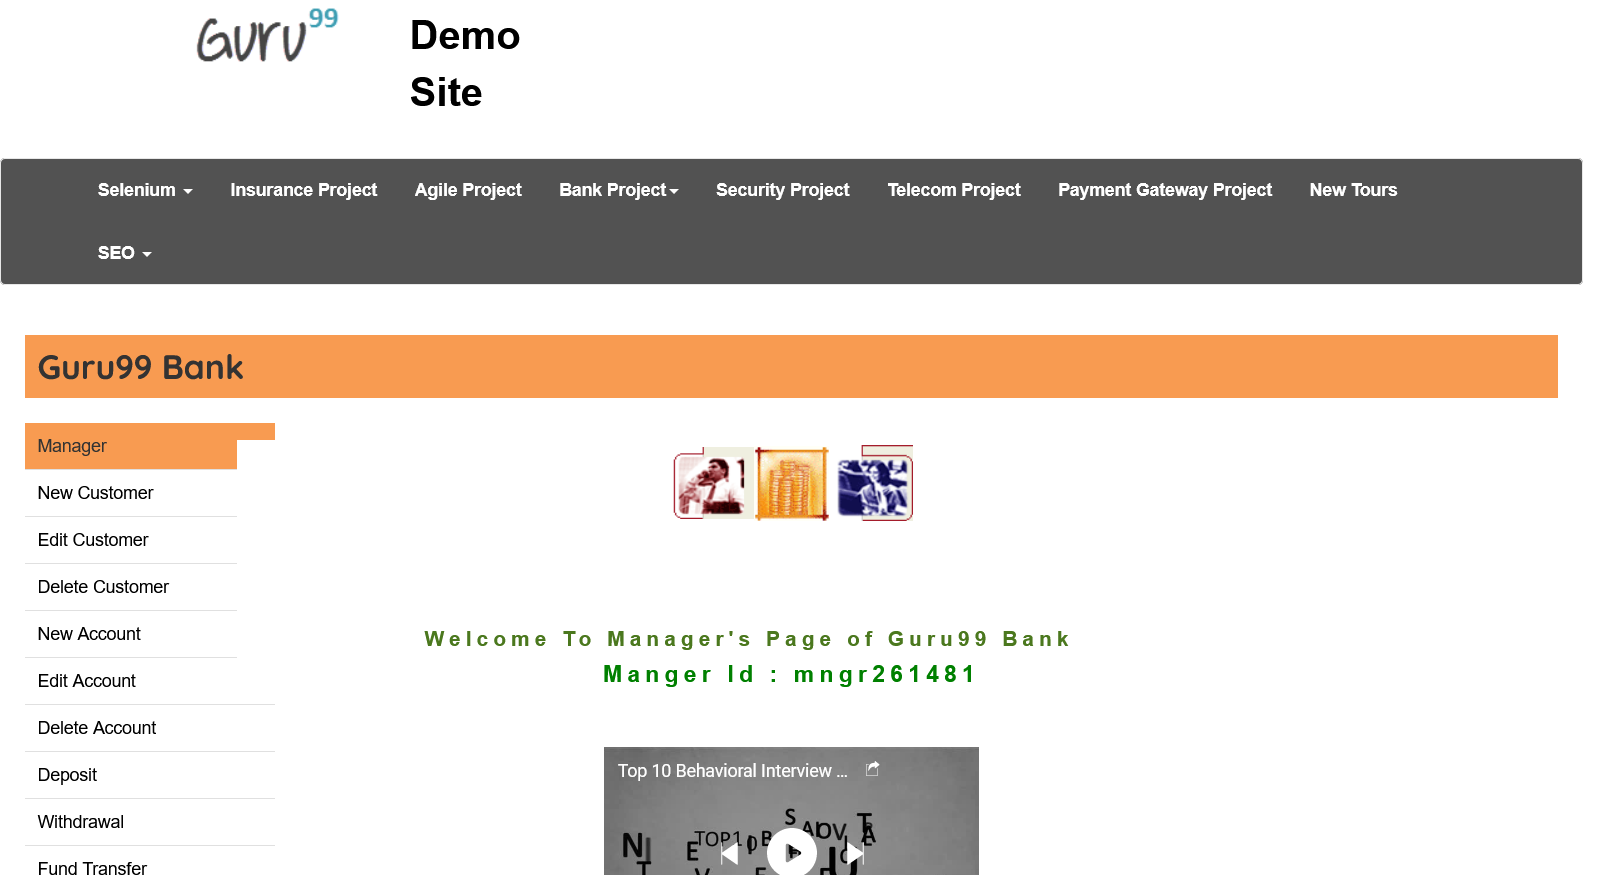 Guru99
Demo
Site
Selenium
Insurance Project
Agile Project
Bank Project
Security Project
Telecom Project
Payment Gateway Project
New Tours
SEO
Guru99 Bank
Manager
New Customer
Edit Customer
Delete Customer
New Account
Edit Account
Delete Account
Deposit
Withdrawal
Fund Transfer
Welcome To Manager's Page of Guru99 Bank
Manger Id : mngr261481
Top 10 Behavioral Interview ...